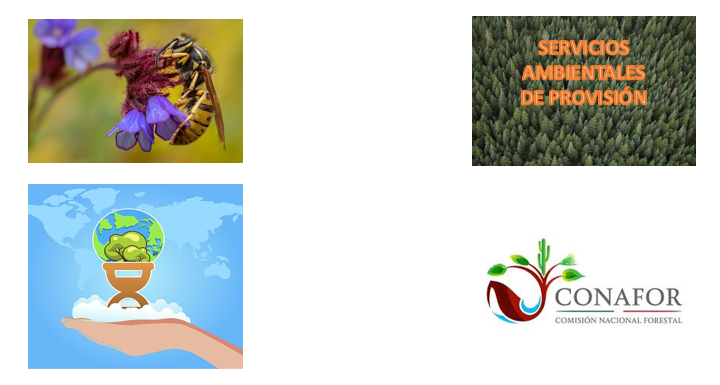 SERVICIOS
AMBIENTALES
DE PROVISIÓN
CONAFOR
COMISIÓN NACIONAL FORESTAL